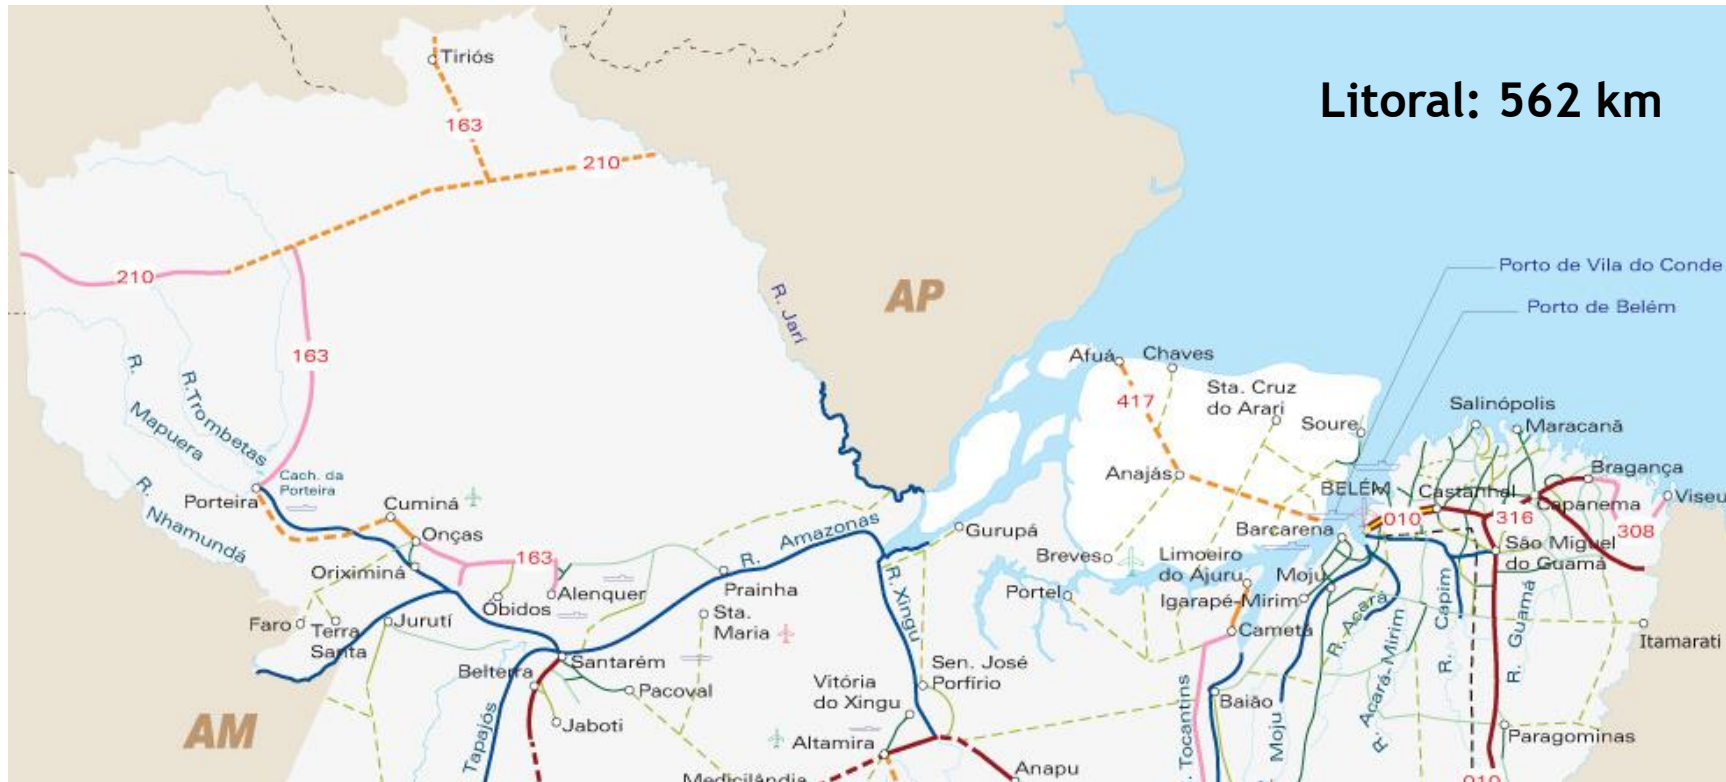 Tiriós
Litoral: 562 km
163
210
210
AP
Porto de Vila do Conde
Porto de Belém
R. Jarí
163
R.
Mapuera
R.Trombetas
Afuá
Chaves
417
Sta. Cruz
do Arari
Soure
Salinópolis
Maracanã
Anajás
Bragança
Viseu
Cach. da
Porteira
Porteira
R.
Nhamundá
Cuminá
Onças
BELÉM
Castanhal
Capanema
010
316
308
Barcarena
R. Amazonas
Gurupá
163
Oriximiná
Breves
Limoeiro
do Ajuru
Moju
São Miguel
do Guamá
Óbidos
Alenquer
Prainha
R. Xingu
Portel
Igarapé-Mirim
Faro
Terra
Santa
Jurutí
Sta.
Maria
Cametá
R. Acará
R. Acará-Mirim
R. Capim
R. Guamá
Itamarati
Belterra
Santarém
Pacoval
Sen. José
Porfírio
Vitória
do Xingu
Baião
AM
Tapajós
Jaboti
Altamira
. Tocantins
R. Moju
Paragominas
Medicilândia
Anapu
010